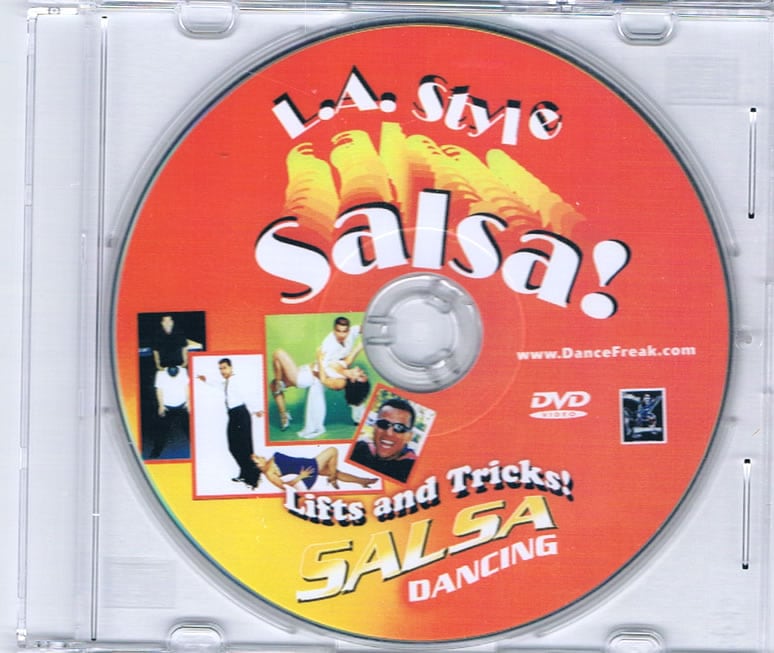 L.A. Style
Salsa!
www.DanceFreak.com
DVD
VIDEO
Lifts and Tricks!
SALSA
DANCING